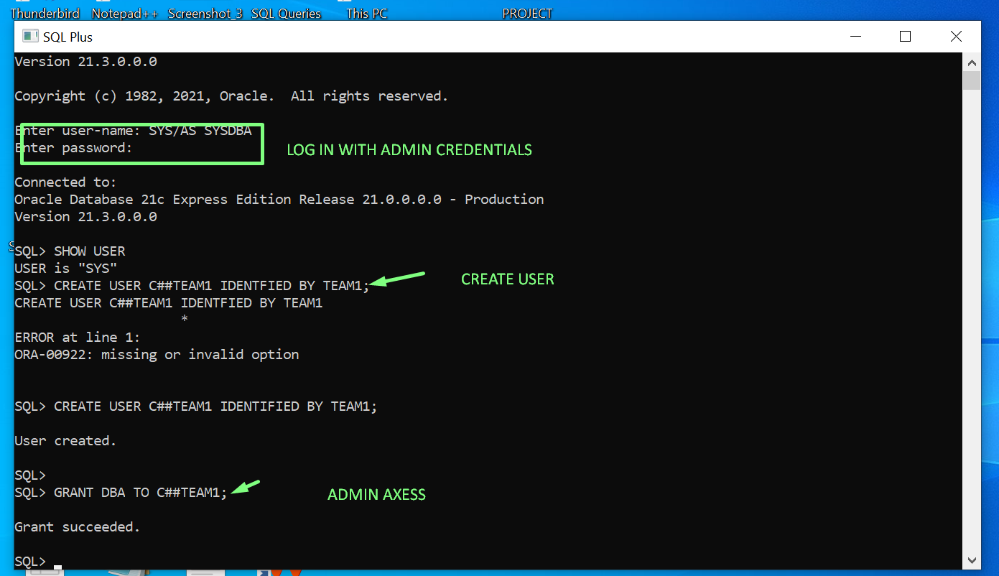 Thunderbird Notepad++ Screenshot_3 SQL Queries This PC PROJECT
SQL Plus
Version 21.3.0.0.0
Copyright (c) 1982, 2021, Oracle.  All rights reserved.
Enter user-name: SYS/AS SYSDBA
Enter password:
LOG IN WITH ADMIN CREDENTIALS
Connected to:
Oracle Database 21c Express Edition Release 21.0.0.0.0 - Production
Version 21.3.0.0.0
SQL> SHOW USER
USER is "SYS"
SQL> CREATE USER C##TEAM1 IDENTFIED BY TEAM1;
CREATE USER
CREATE USER C##TEAM1 IDENTFIED BY TEAM1
*
ERROR at line 1:
ORA-00922: missing or invalid option
SQL> CREATE USER C##TEAM1 IDENTIFIED BY TEAM1;
User created.
SQL>
SQL> GRANT DBA TO C##TEAM1;
ADMIN AXESS
Grant succeeded.
SQL>